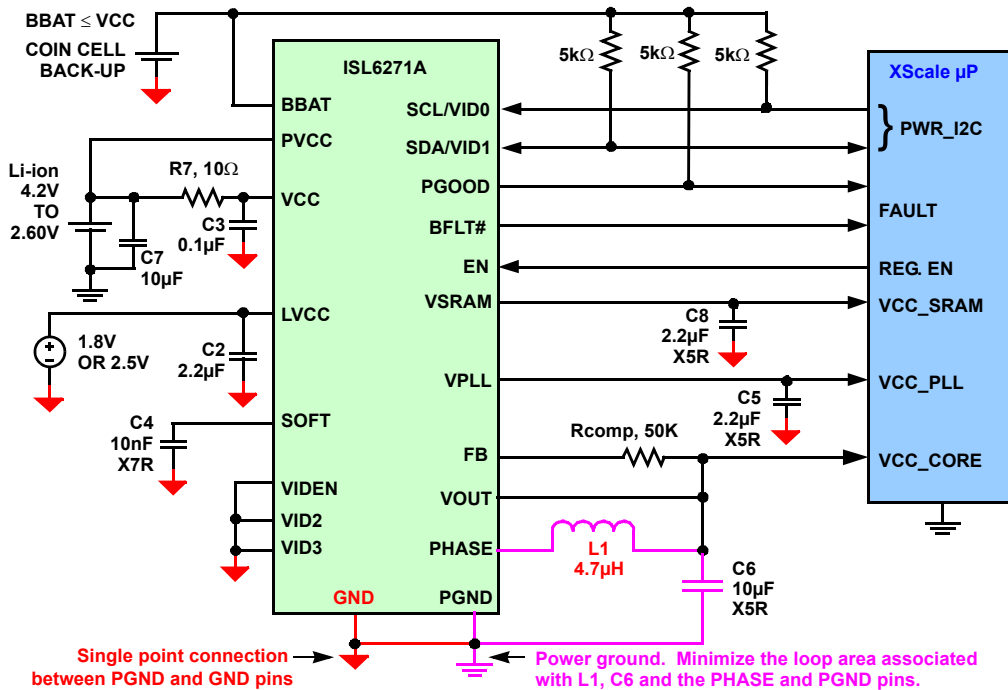 BBAT ≤ VCC
COIN CELL
BACK-UP
ISL6271A
5kΩ
5kΩ
5kΩ
XScale µP
BBAT
SCL/VID0
} PWR_I2C
PVCC
SDA/VID1
Li-ion
4.2V
TO
2.60V
R7, 10Ω
VCC
PGOOD
C3
0.1µF
BFLT#
FAULT
C7
10µF
EN
REG. EN
LVCC
VSRAM
VCC_SRAM
C8
2.2µF
X5R
+
–
1.8V
OR 2.5V
C2
2.2µF
VPLL
VCC_PLL
C5
2.2µF
X5R
C4
10nF
X7R
SOFT
Rcomp, 50K
FB
VCC_CORE
VIDEN
VOUT
VID2
VID3
PHASE
L1
4.7µH
C6
10µF
X5R
GND
PGND
Single point connection
between PGND and GND pins
Power ground. Minimize the loop area associated
with L1, C6 and the PHASE and PGND pins.